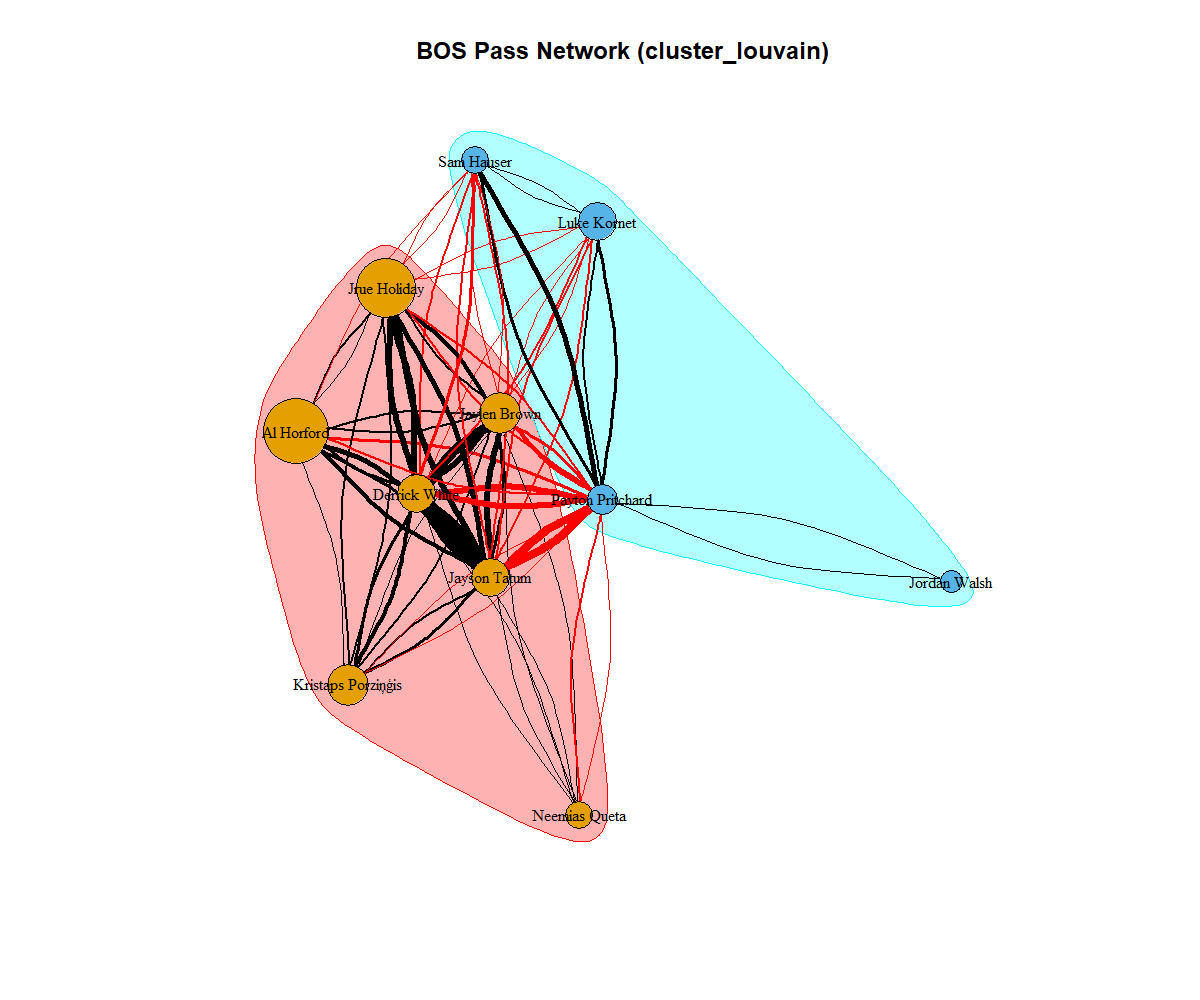 BOS Pass Network (cluster_louvain)
Sam Hauser
Luke Kornet
Jrue Holiday
Jaylen Brown
Al Horford
Derrick White
Payton Pritchard
Jayson Tatum
Jordan Walsh
Kristaps Porziņģis
Neemias Queta